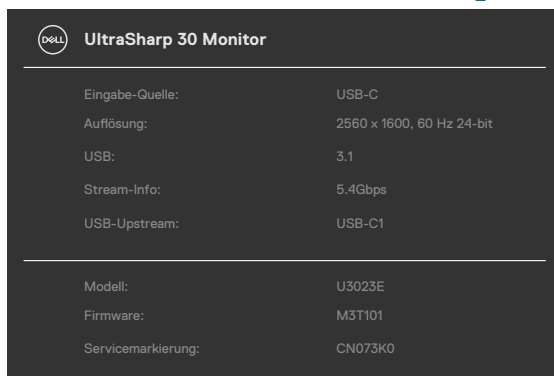 DELL UltraSharp 30 Monitor
Eingabe-Quelle: USB-C
Auflösung: 2560 x 1600, 60 Hz 24-bit
USB: 3.1
Stream-Info: 5.4Gbps
USB-Upstream: USB-C1
Modell: U3023E
Firmware: M3T101
Servicemarkierung: CN073K0